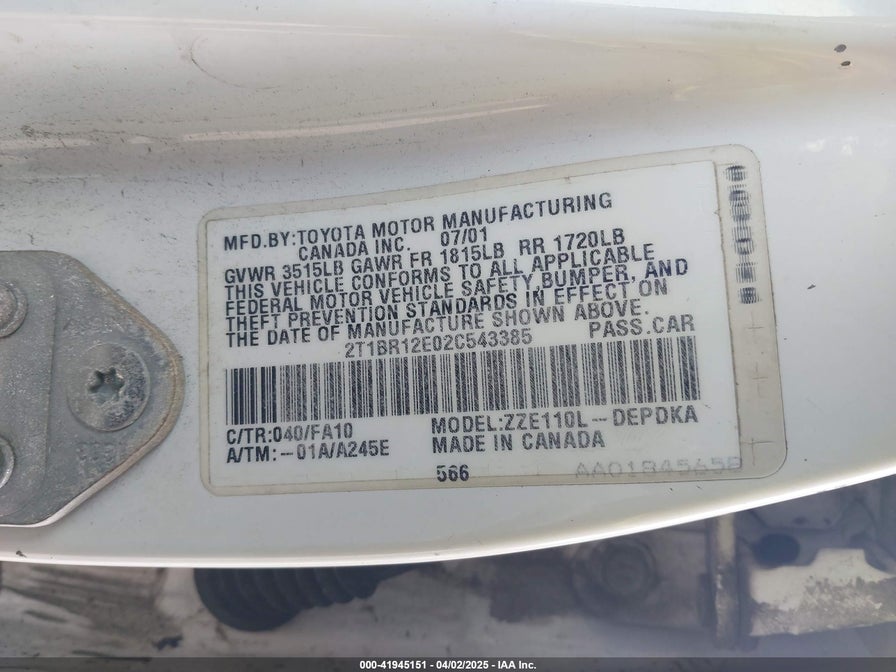 MFD.BY:TOYOTA MOTOR MANUFACTURING
CANADA INC. 07/01
GVWR 3515LB GAWR FR 1815LB RR 1720LB
THIS VEHICLE CONFORMS TO ALL APPLICABLE
FEDERAL MOTOR VEHICLE SAFETY,BUMPER, AND
THEFT PREVENTION STANDARDS IN EFFECT ON
THE DATE OF MANUFACTURE SHOWN ABOVE.
2T1BR12E02C543385 PASS.CAR
C/TR:040/FA10 MODEL:ZZE110L-DEPDKA
A/TM:-01A/A245E MADE IN CANADA
566 AA01845658
000-41945151 - 04/02/2025 - IAA Inc.